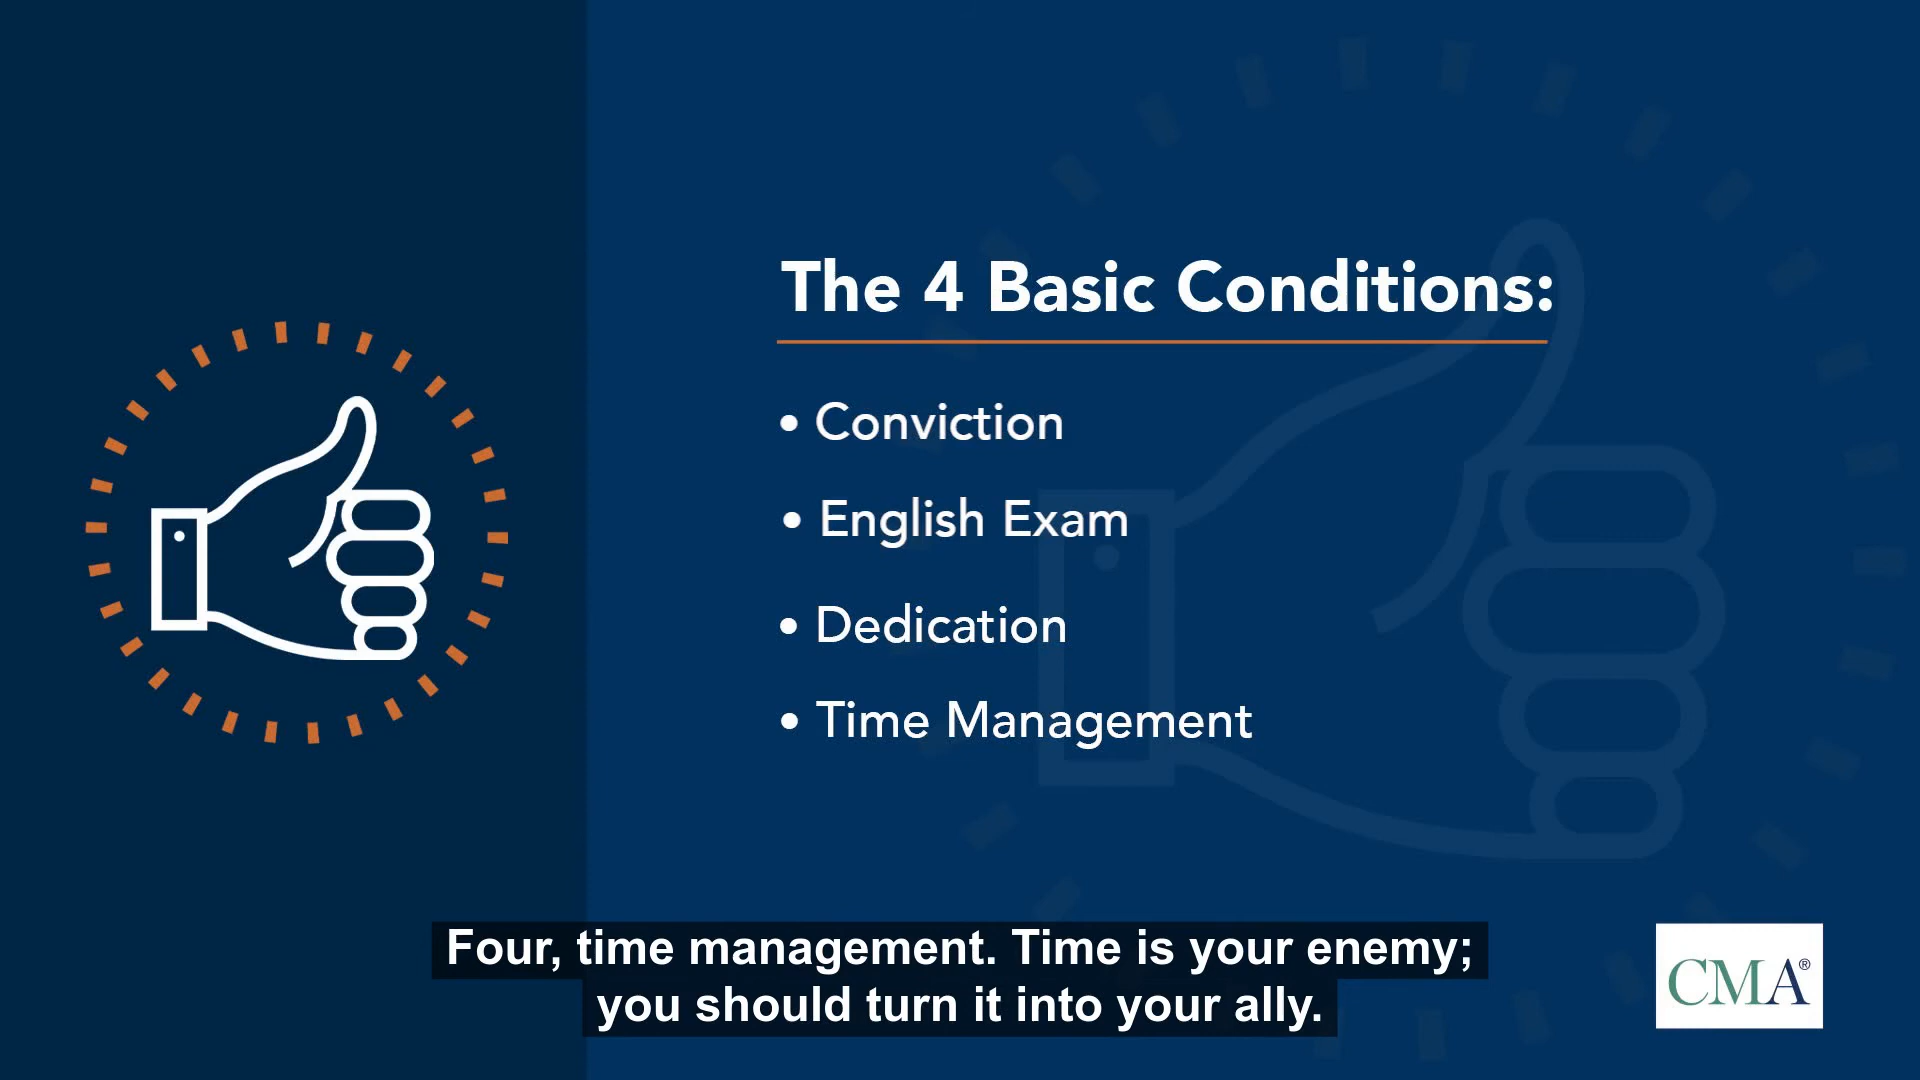 The 4 Basic Conditions:
• Conviction
• English Exam
• Dedication
• Time Management
Four, time management. Time is your enemy;
you should turn it into your ally.
CMA®